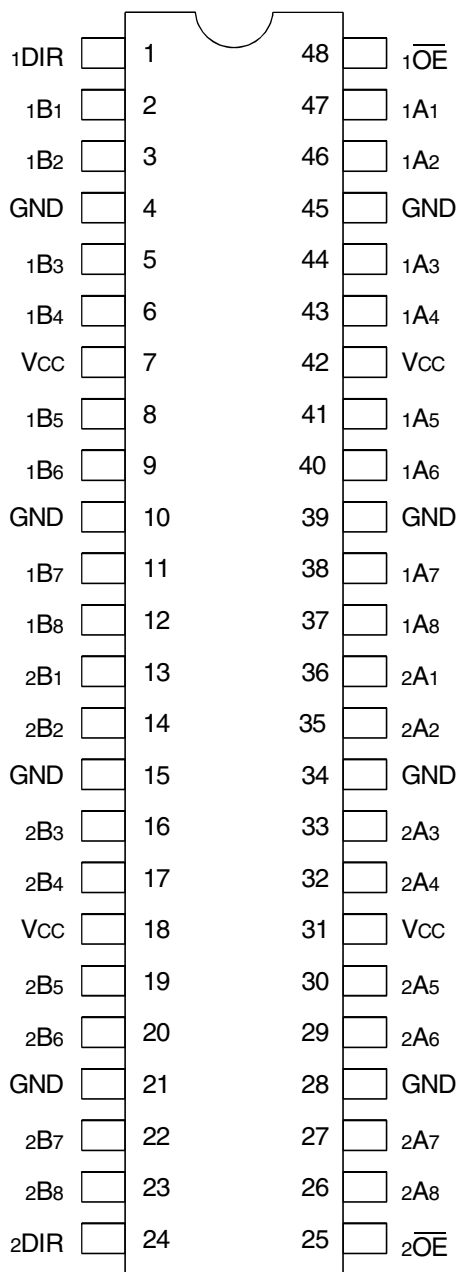 1DIR 1 48 1O̅E̅
1B1 2 47 1A1
1B2 3 46 1A2
GND 4 45 GND
1B3 5 44 1A3
1B4 6 43 1A4
VCC 7 42 VCC
1B5 8 41 1A5
1B6 9 40 1A6
GND 10 39 GND
1B7 11 38 1A7
1B8 12 37 1A8
2B1 13 36 2A1
2B2 14 35 2A2
GND 15 34 GND
2B3 16 33 2A3
2B4 17 32 2A4
VCC 18 31 VCC
2B5 19 30 2A5
2B6 20 29 2A6
GND 21 28 GND
2B7 22 27 2A7
2B8 23 26 2A8
2DIR 24 25 2O̅E̅